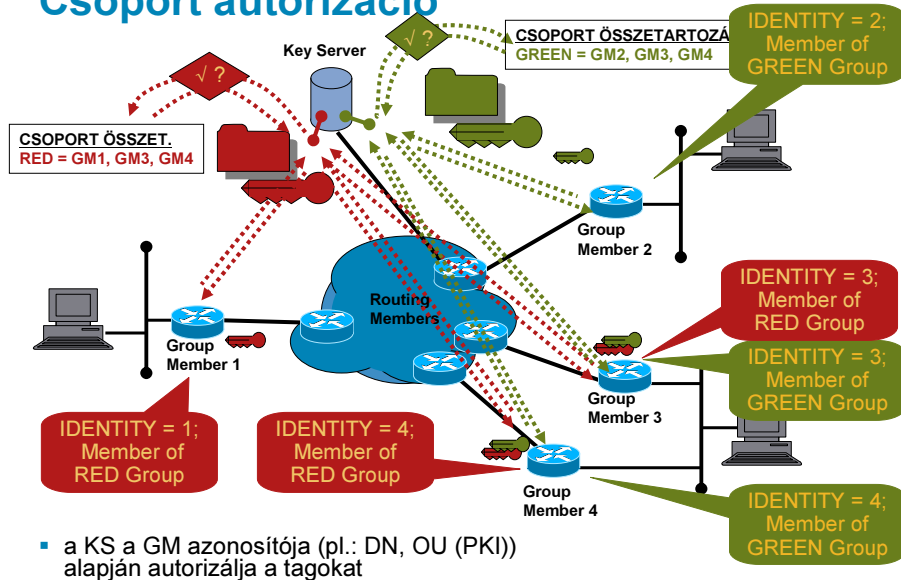 Csoport autorizáció
Key Server
√ ?
√ ?
CSOPORT ÖSSZETARTOZÁ
GREEN = GM2, GM3, GM4
IDENTITY = 2;
Member of
GREEN Group
CSOPORT ÖSSZET.
RED = GM1, GM3, GM4
Group
Member 2
Routing
Members
Group
Member 1
IDENTITY = 3;
Member of
RED Group
Group
Member 3
IDENTITY = 3;
Member of
GREEN Group
IDENTITY = 1;
Member of
RED Group
IDENTITY = 4;
Member of
RED Group
Group
Member 4
IDENTITY = 4;
Member of
GREEN Group
▪ a KS a GM azonosítója (pl.: DN, OU (PKI))
alapján autorizálja a tagokat